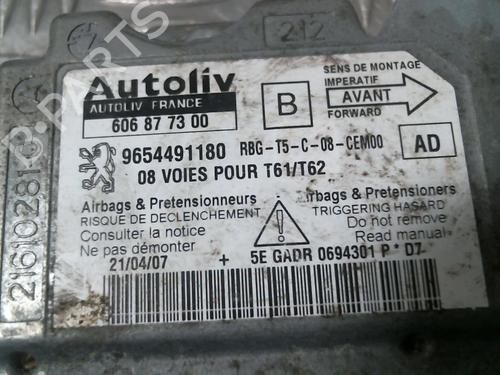 212
Autoliv
AUTOLIV FRANCE
606 87 73 00
B
SENS DE MONTAGE
IMPERATIF
AVANT
FORWARD
9654491180 RBG-T5-C-08-CEM00
08 VOIES POUR T61/T62
AD
Airbags & Pretensionneurs
RISQUE DE DECLENCHEMENT
Consulter la notice
Ne pas démonter
Airbags & Pretensioners
TRIGGERING HASARD
Do not remove
Read manual
21/04/07 + 5E GADR 0694301 P * D7
B-PARTS